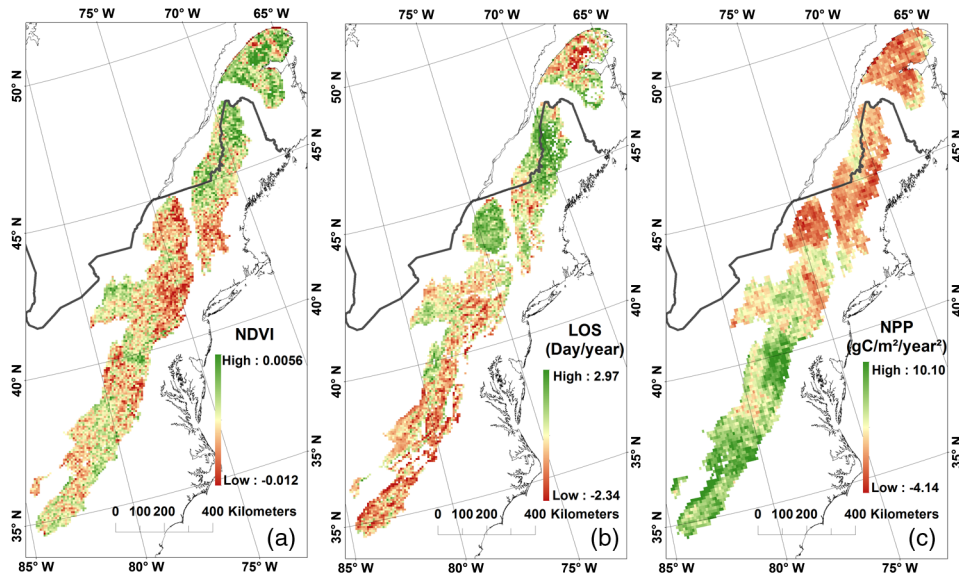 75° W 70° W 65° W 75° W 70° W 65° W 75° W 70° W 65° W
50° N 50° N 50° N
45° N 45° N 45° N
45° N 45° N 45° N
40° N 40° N 40° N
NDVI LOS NPP
(Day/year) (gC/m²/year²)
High : 0.0056 High : 2.97 High : 10.10
40° N 40° N 40° N
35° N 35° N 35° N
Low : -0.012 Low : -2.34 Low : -4.14
0 100 200 400 Kilometers 0 100 200 400 Kilometers 0 100 200 400 Kilometers
35° N 35° N 35° N
(a) (b) (c)
85° W 80° W 75° W 85° W 80° W 75° W 85° W 80° W 75° W